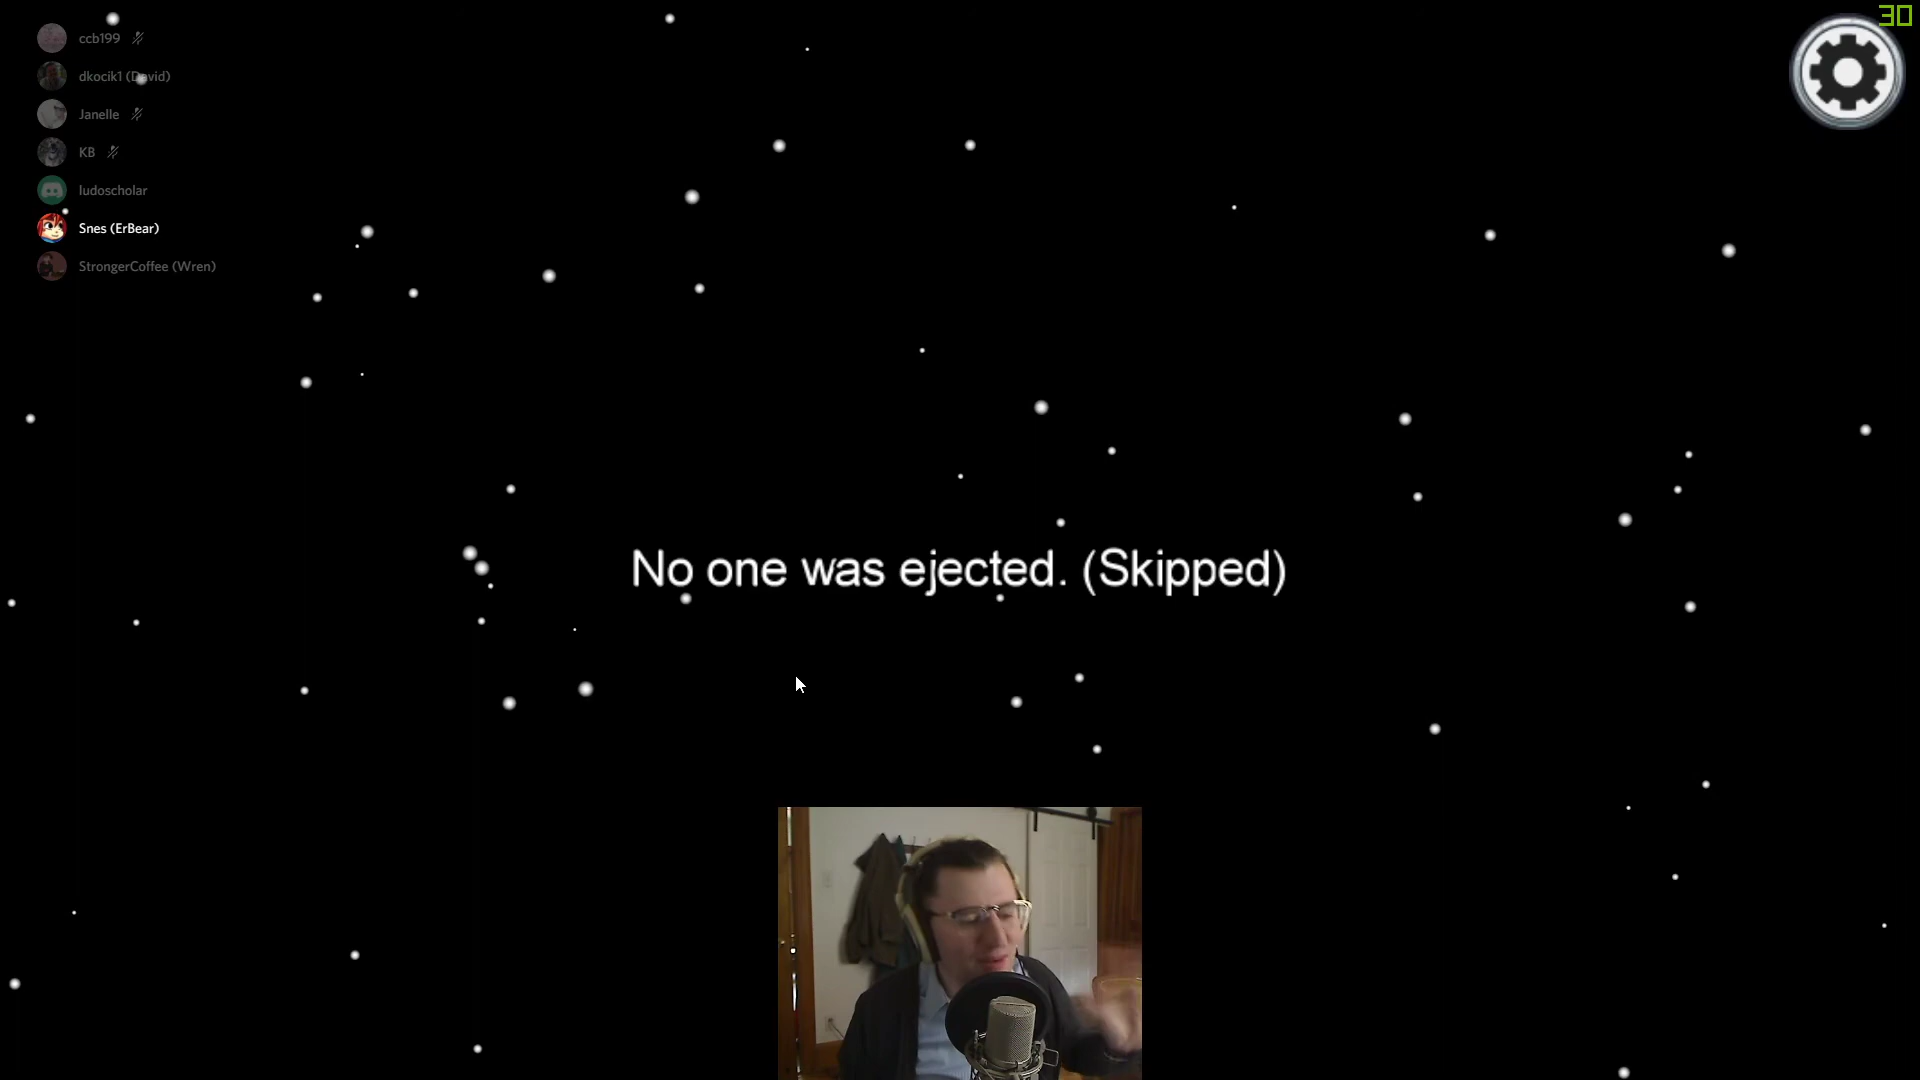 30
ccb199
dkocik1 (David)
Janelle
KB
ludoscholar
Snes (ErBear)
StrongerCoffee (Wren)
No one was ejected. (Skipped)